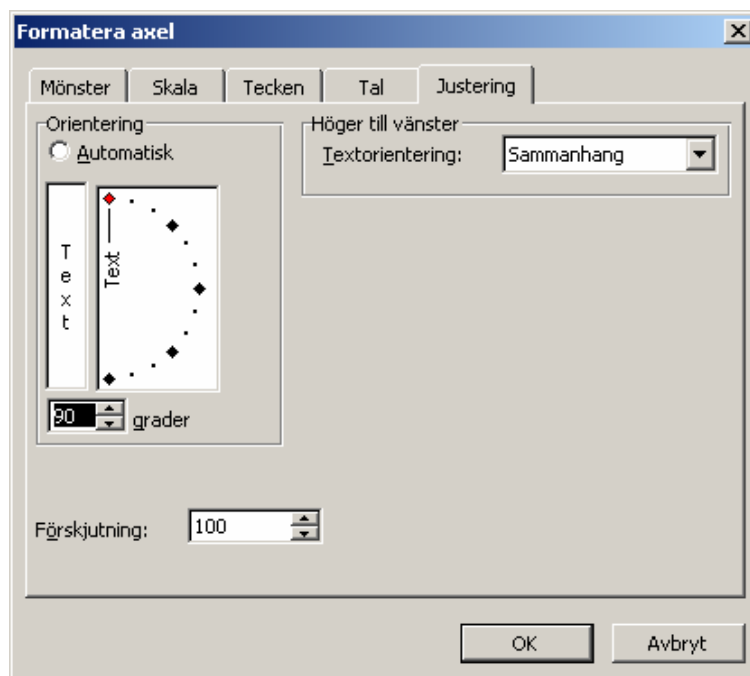 Formatera axel
Mönster Skala Tecken Tal Justering
Orientering
Automatisk
Text
Text
90 grader
Höger till vänster
Textorientering: Sammanhang
Förskjutning: 100
OK Avbryt